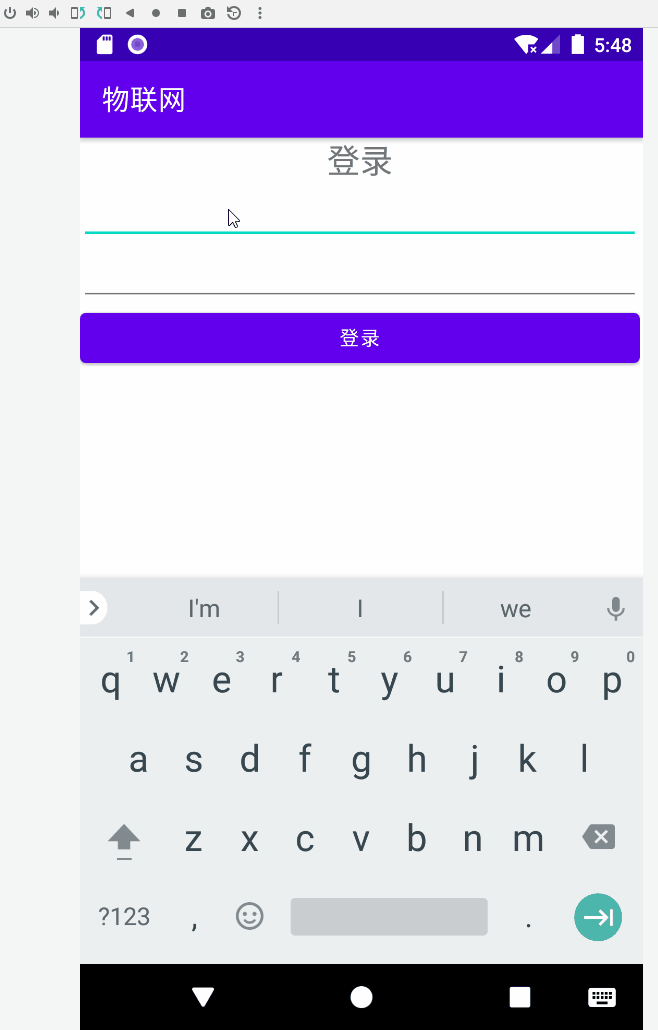 5:48
物联网
登录
登录
I'm I we
1 2 3 4 5 6 7 8 9 0
q w e r t y u i o p
a s d f g h j k l
z x c v b n m
?123 , .